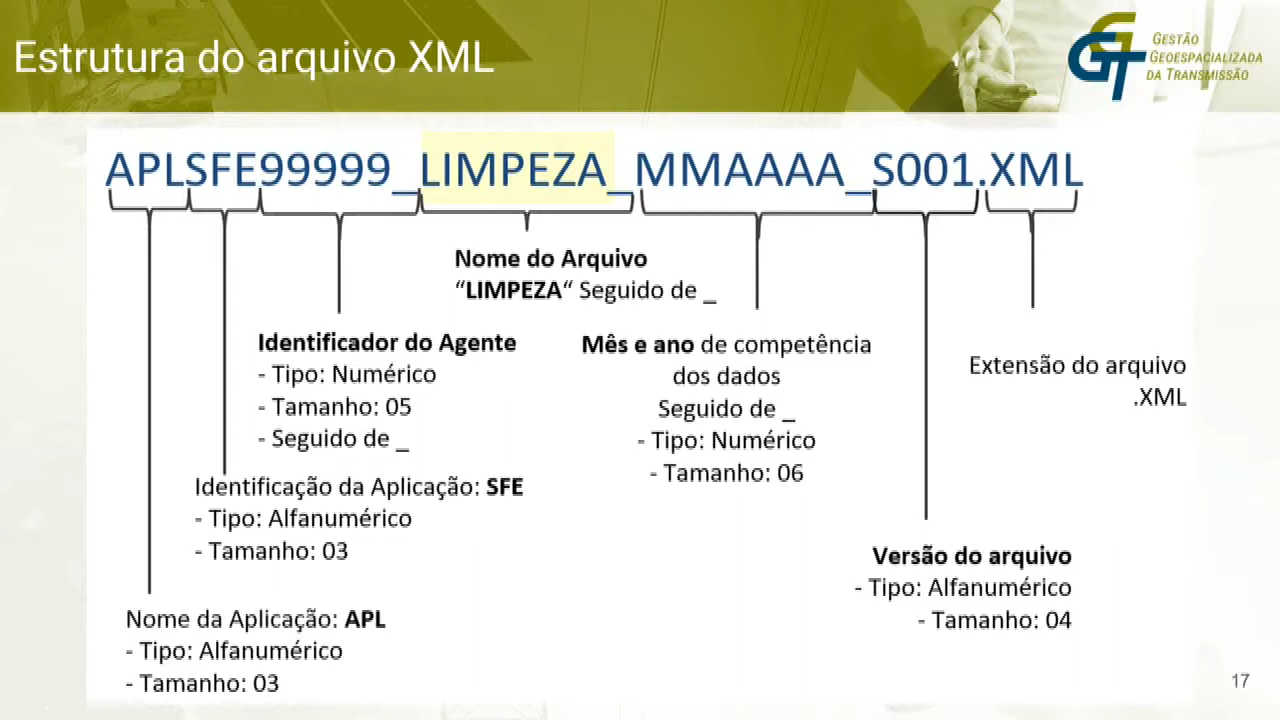 Estrutura do arquivo XML
GGT
GESTÃO
GEOESPACIALIZADA
DA TRANSMISSÃO
APLSFE99999_LIMPEZA_MMAAAA_S001.XML
Nome do Arquivo
“LIMPEZA“ Seguido de _
Identificador do Agente
- Tipo: Numérico
- Tamanho: 05
- Seguido de _
Mês e ano de competência
dos dados
Seguido de _
- Tipo: Numérico
- Tamanho: 06
Extensão do arquivo
.XML
Identificação da Aplicação: SFE
- Tipo: Alfanumérico
- Tamanho: 03
Versão do arquivo
- Tipo: Alfanumérico
- Tamanho: 04
Nome da Aplicação: APL
- Tipo: Alfanumérico
- Tamanho: 03
17